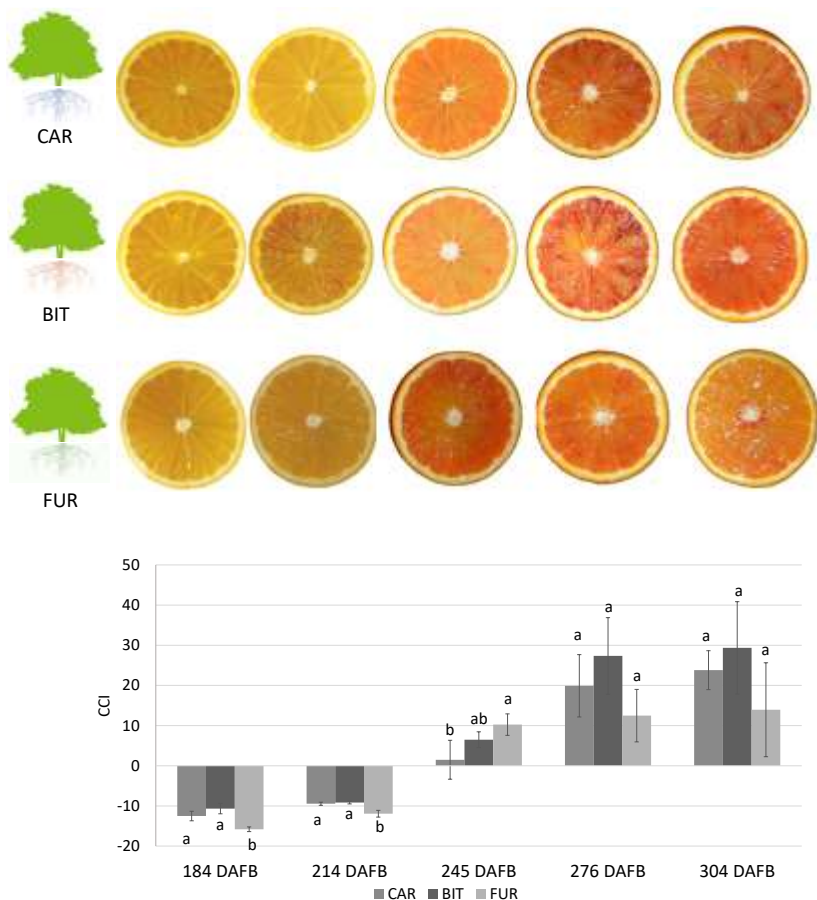 CAR
BIT
FUR
50
40
30
20
10
0
-10
-20
CCI
a a b
a a b
b ab a
a a a
a a a
184 DAFB 214 DAFB 245 DAFB 276 DAFB 304 DAFB
CAR BIT FUR